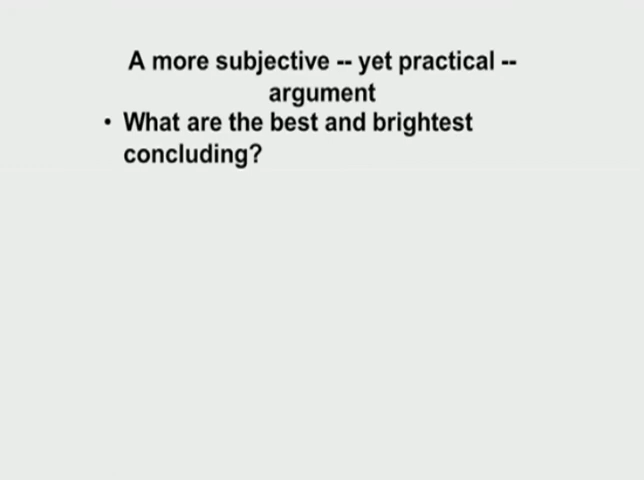 A more subjective -- yet practical --
argument
• What are the best and brightest
concluding?